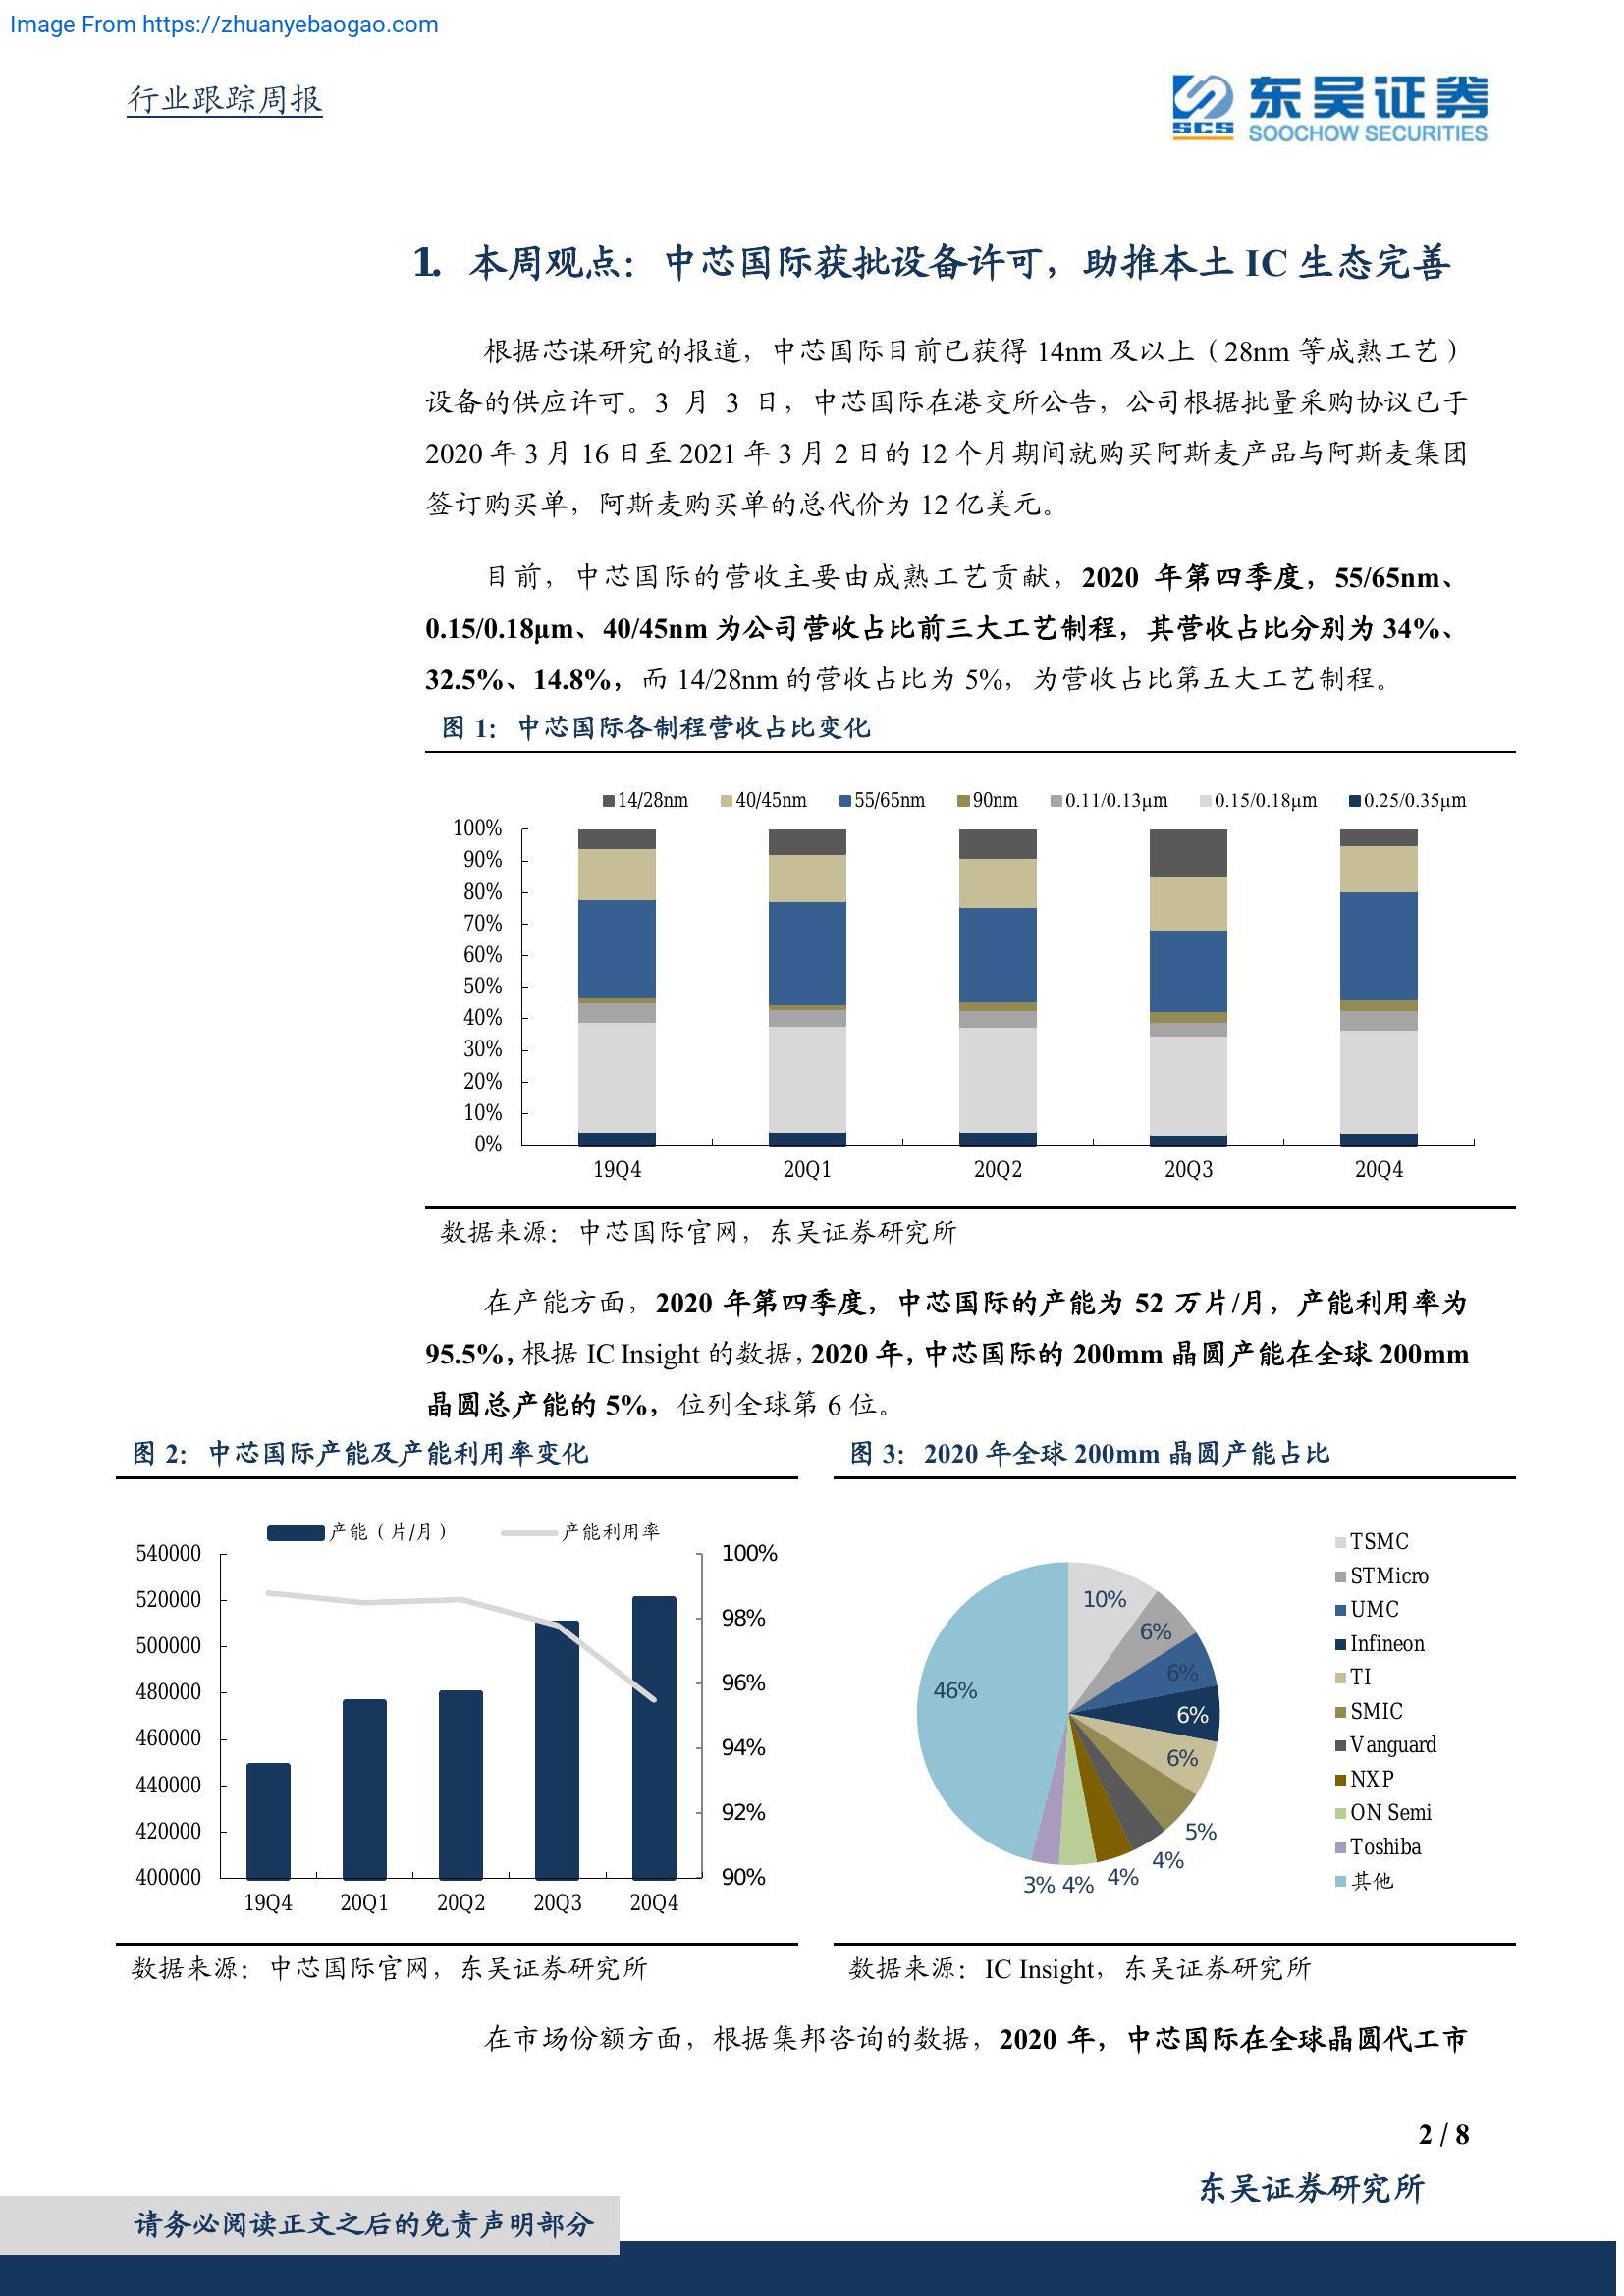 Image From https://zhuanyebaogao.com
行业跟踪周报
东吴证券
SCS
SOOCHOW SECURITIES
1. 本周观点：中芯国际获批设备许可，助推本土 IC 生态完善
根据芯谋研究的报道，中芯国际目前已获得 14nm 及以上（28nm 等成熟工艺）
设备的供应许可。3 月 3 日，中芯国际在港交所公告，公司根据批量采购协议已于
2020 年 3 月 16 日至 2021 年 3 月 2 日的 12 个月期间就购买阿斯麦产品与阿斯麦集团
签订购买单，阿斯麦购买单的总代价为 12 亿美元。
目前，中芯国际的营收主要由成熟工艺贡献，2020 年第四季度，55/65nm、
0.15/0.18μm、40/45nm 为公司营收占比前三大工艺制程，其营收占比分别为 34%、
32.5%、14.8%，而 14/28nm 的营收占比为 5%，为营收占比第五大工艺制程。
图 1：中芯国际各制程营收占比变化
14/28nm 40/45nm 55/65nm 90nm 0.11/0.13μm 0.15/0.18μm 0.25/0.35μm
100%
90%
80%
70%
60%
50%
40%
30%
20%
10%
0%
19Q4 20Q1 20Q2 20Q3 20Q4
数据来源：中芯国际官网，东吴证券研究所
在产能方面，2020 年第四季度，中芯国际的产能为 52 万片/月，产能利用率为
95.5%，根据 IC Insight 的数据，2020 年，中芯国际的 200mm 晶圆产能在全球 200mm
晶圆总产能的 5%，位列全球第 6 位。
图 2：中芯国际产能及产能利用率变化
产能（片/月） 产能利用率
540000
520000
500000
480000
460000
440000
420000
400000
100%
98%
96%
94%
92%
90%
19Q4 20Q1 20Q2 20Q3 20Q4
数据来源：中芯国际官网，东吴证券研究所
图 3：2020 年全球 200mm 晶圆产能占比
10%
6%
6%
6%
6%
5%
4%
4%
4%
3%
46%
TSMC
STMicro
UMC
Infineon
TI
SMIC
Vanguard
NXP
ON Semi
Toshiba
其他
数据来源：IC Insight，东吴证券研究所
在市场份额方面，根据集邦咨询的数据，2020 年，中芯国际在全球晶圆代工市
2 / 8
东吴证券研究所
请务必阅读正文之后的免责声明部分